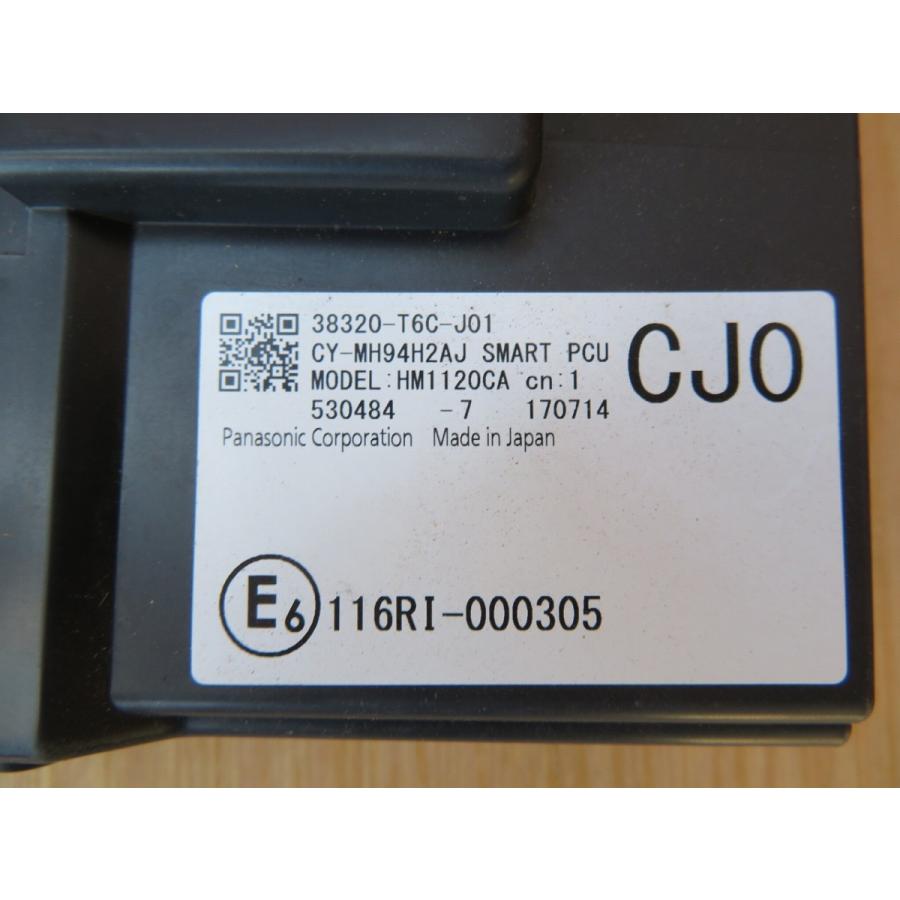 38320-T6C-J01
CY-MH94H2AJ SMART PCU
MODEL:HM1120CA cn:1
530484 -7 170714
CJ0
Panasonic Corporation Made in Japan
E6 116RI-000305